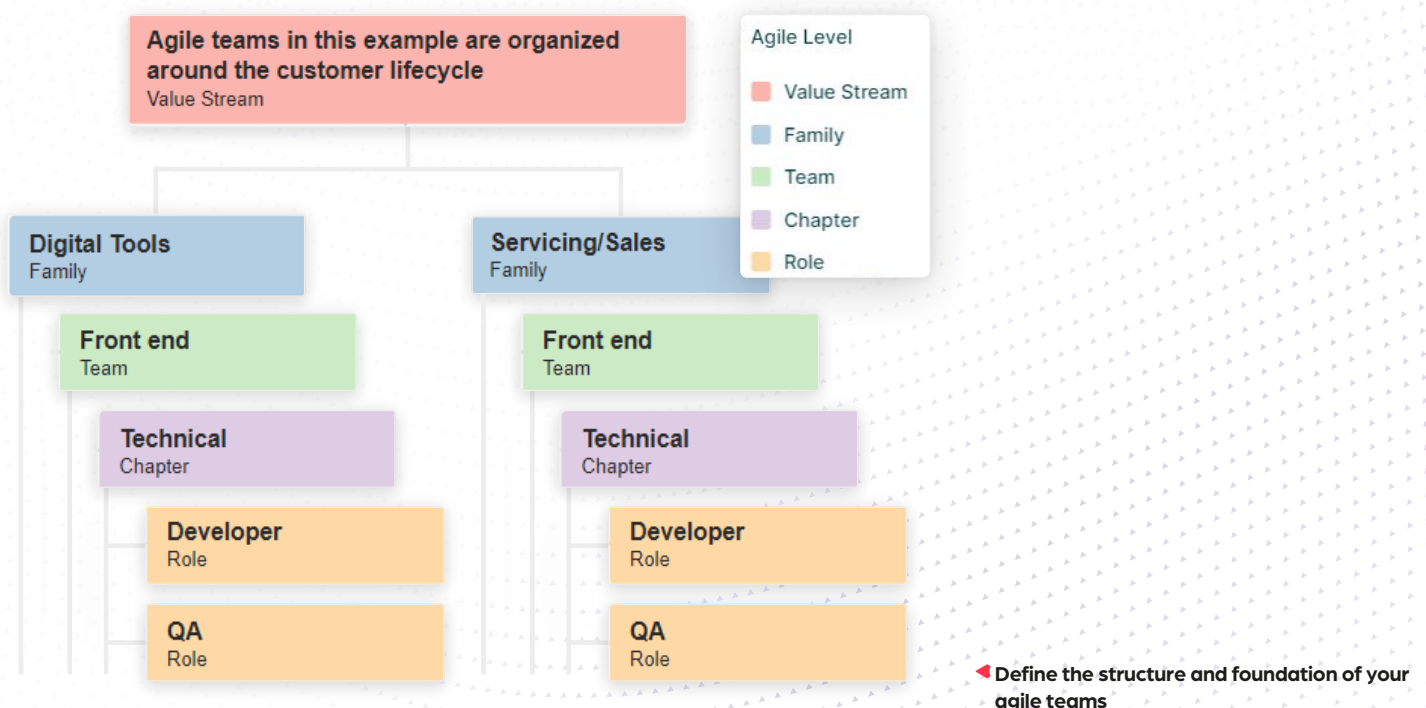 Agile teams in this example are organized
around the customer lifecycle
Value Stream
Agile Level
Value Stream
Family
Team
Chapter
Role
Digital Tools
Family
Servicing/Sales
Family
Front end
Team
Front end
Team
Technical
Chapter
Technical
Chapter
Developer
Role
Developer
Role
QA
Role
QA
Role
Define the structure and foundation of your
agile teams